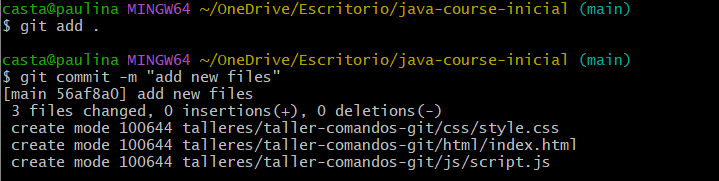 casta@paulina MINGW64 ~/OneDrive/Escritorio/java-course-inicial (main)
$ git add .

casta@paulina MINGW64 ~/OneDrive/Escritorio/java-course-inicial (main)
$ git commit -m "add new files"
[main 56af8a0] add new files
 3 files changed, 0 insertions(+), 0 deletions(-)
 create mode 100644 talleres/taller-comandos-git/css/style.css
 create mode 100644 talleres/taller-comandos-git/html/index.html
 create mode 100644 talleres/taller-comandos-git/js/script.js